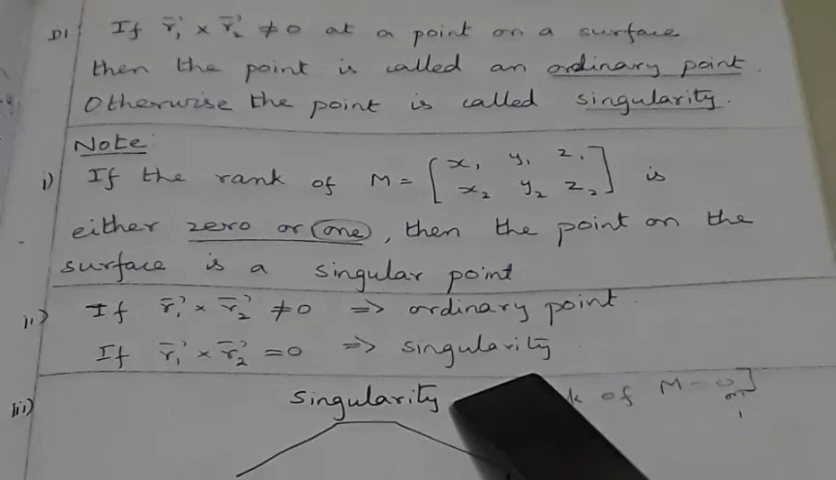 D1 If r̄₁' × r̄₂' ≠ 0 at a point on a surface
then the point is called an ordinary point.
Otherwise the point is called singularity.
Note:
i) If the rank of M = [x₁ y₁ z₁
x₂ y₂ z₂] is
either zero or one, then the point on the
surface is a singular point
ii) If r̄₁' × r̄₂' ≠ 0 => ordinary point.
If r̄₁' × r̄₂' = 0 => singularity
iii) Singularity of M = 0]
or
1